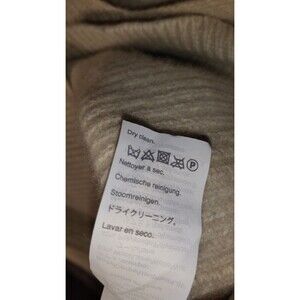 Dry clean.
P
Nettoyer à sec.
Chemische reinigung.
Stoomreinigen.
ドライクリーニング。
Lavar en seco.